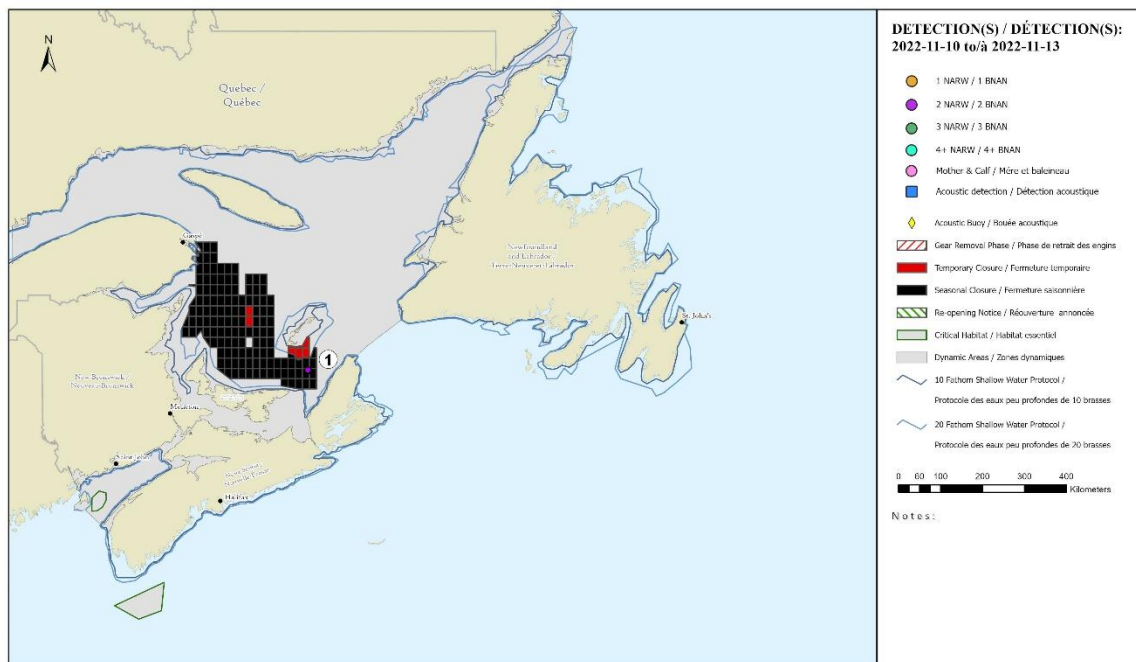 N
Quebec /
Québec
Gaspé
Newfoundland
and Labrador
Terre-Neuve-et-Labrador
St. John's
1
New Brunswick /
Nouveau-Brunswick
Moncton
Saint John
Halifax
DETECTION(S) / DÉTECTION(S):
2022-11-10 to/à 2022-11-13
1 NARW / 1 BNAN
2 NARW / 2 BNAN
3 NARW / 3 BNAN
4+ NARW / 4+ BNAN
Mother & Calf / Mère et baleineau
Acoustic detection / Détection acoustique
Acoustic Buoy / Bouée acoustique
Gear Removal Phase / Phase de retrait des engins
Temporary Closure / Fermeture temporaire
Seasonal Closure / Fermeture saisonnière
Re-opening Notice / Réouverture annoncée
Critical Habitat / Habitat essentiel
Dynamic Areas / Zones dynamiques
10 Fathom Shallow Water Protocol /
Protocole des eaux peu profondes de 10 brasses
20 Fathom Shallow Water Protocol /
Protocole des eaux peu profondes de 20 brasses
0 50 100 200 300 400
Kilometers
Notes: